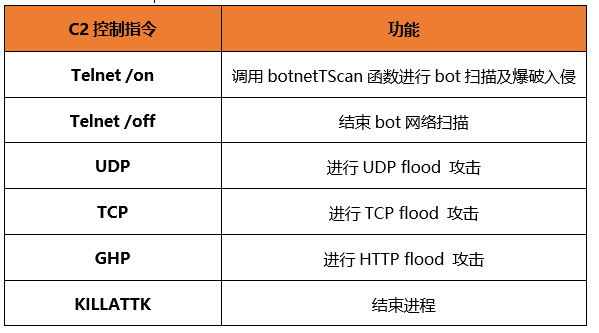 C2 控制指令 功能
Telnet /on 调用 botnetTScan 函数进行 bot 扫描及爆破入侵
Telnet /off 结束 bot 网络扫描
UDP 进行 UDP flood 攻击
TCP 进行 TCP flood 攻击
GHP 进行 HTTP flood 攻击
KILLATTK 结束进程